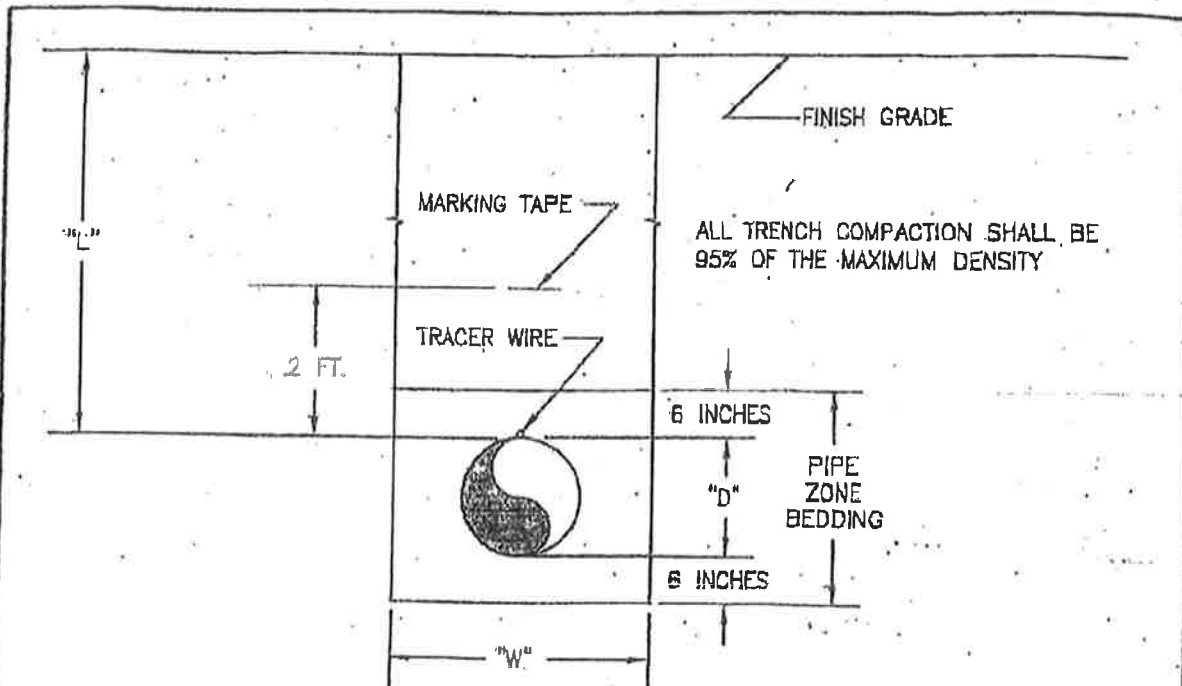 FINISH GRADE
MARKING TAPE
"L"
ALL TRENCH COMPACTION SHALL BE
95% OF THE MAXIMUM DENSITY
TRACER WIRE
2 FT.
6 INCHES
"D"
PIPE
ZONE
BEDDING
6 INCHES
"W"